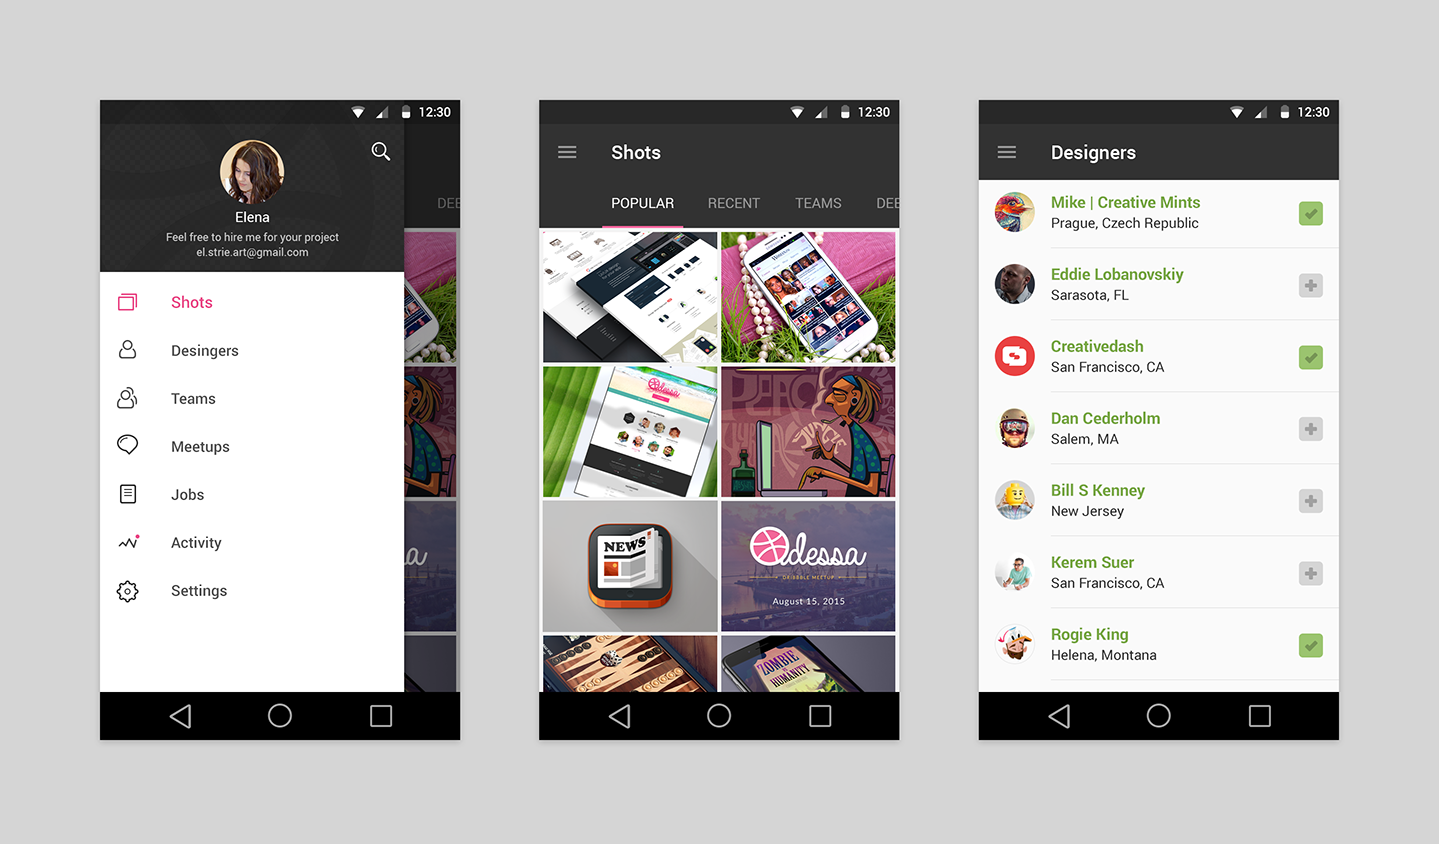 12:30
Elena
Feel free to hire me for your project
el.strie.art@gmail.com
DEE
Shots
Desingers
Teams
Meetups
Jobs
Activity
Settings
12:30
Shots
POPULAR RECENT TEAMS DEE
Odessa
NEWS
Odessa
DRIBBBLE MEETUP
August 15, 2015
ZOMBIE
HUMANITY
12:30
Designers
Mike | Creative Mints
Prague, Czech Republic
Eddie Lobanovskiy
Sarasota, FL
Creativedash
San Francisco, CA
Dan Cederholm
Salem, MA
Bill S Kenney
New Jersey
Kerem Suer
San Francisco, CA
Rogie King
Helena, Montana